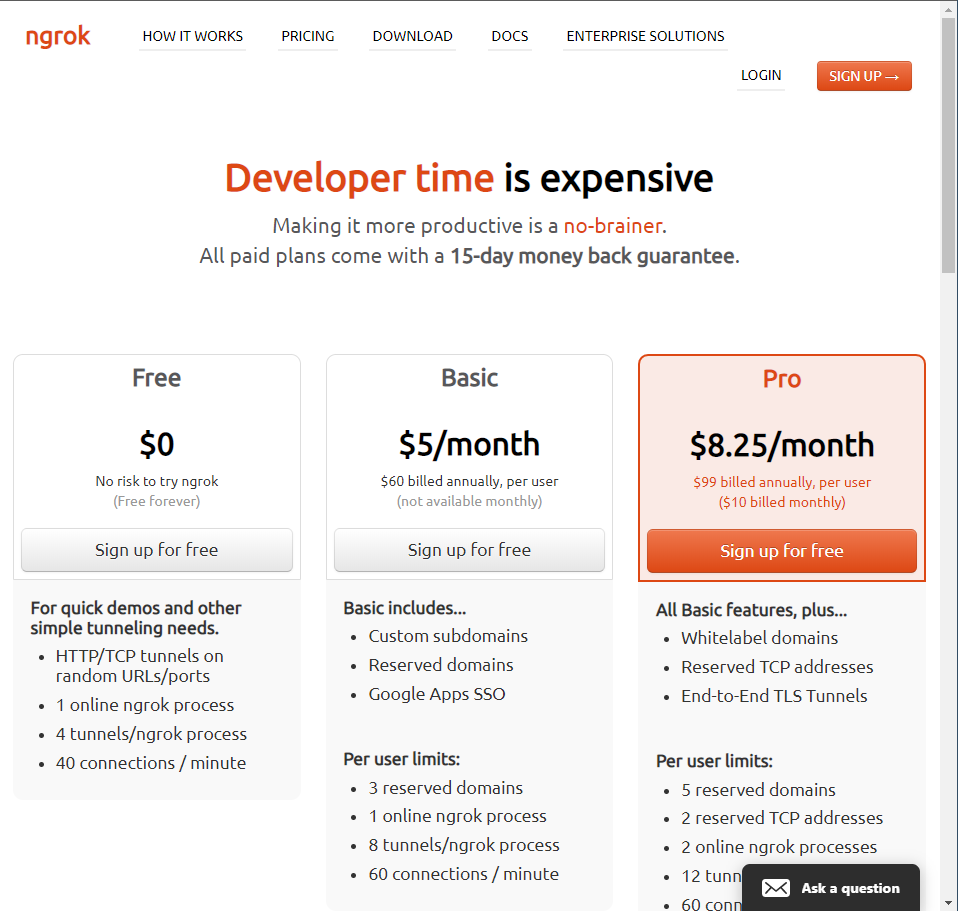 ngrok
HOW IT WORKS
PRICING
DOWNLOAD
DOCS
ENTERPRISE SOLUTIONS
LOGIN
SIGN UP →
Developer time is expensive
Making it more productive is a no-brainer.
All paid plans come with a 15-day money back guarantee.
Free
$0
No risk to try ngrok
(Free forever)
Sign up for free
For quick demos and other
simple tunneling needs.
• HTTP/TCP tunnels on
random URLs/ports
• 1 online ngrok process
• 4 tunnels/ngrok process
• 40 connections / minute
Basic
$5/month
$60 billed annually, per user
(not available monthly)
Sign up for free
Basic includes...
• Custom subdomains
• Reserved domains
• Google Apps SSO
Per user limits:
• 3 reserved domains
• 1 online ngrok process
• 8 tunnels/ngrok process
• 60 connections / minute
Pro
$8.25/month
$99 billed annually, per user
($10 billed monthly)
Sign up for free
All Basic features, plus...
• Whitelabel domains
• Reserved TCP addresses
• End-to-End TLS Tunnels
Per user limits:
• 5 reserved domains
• 2 reserved TCP addresses
• 2 online ngrok processes
• 12
• 60
Ask a question